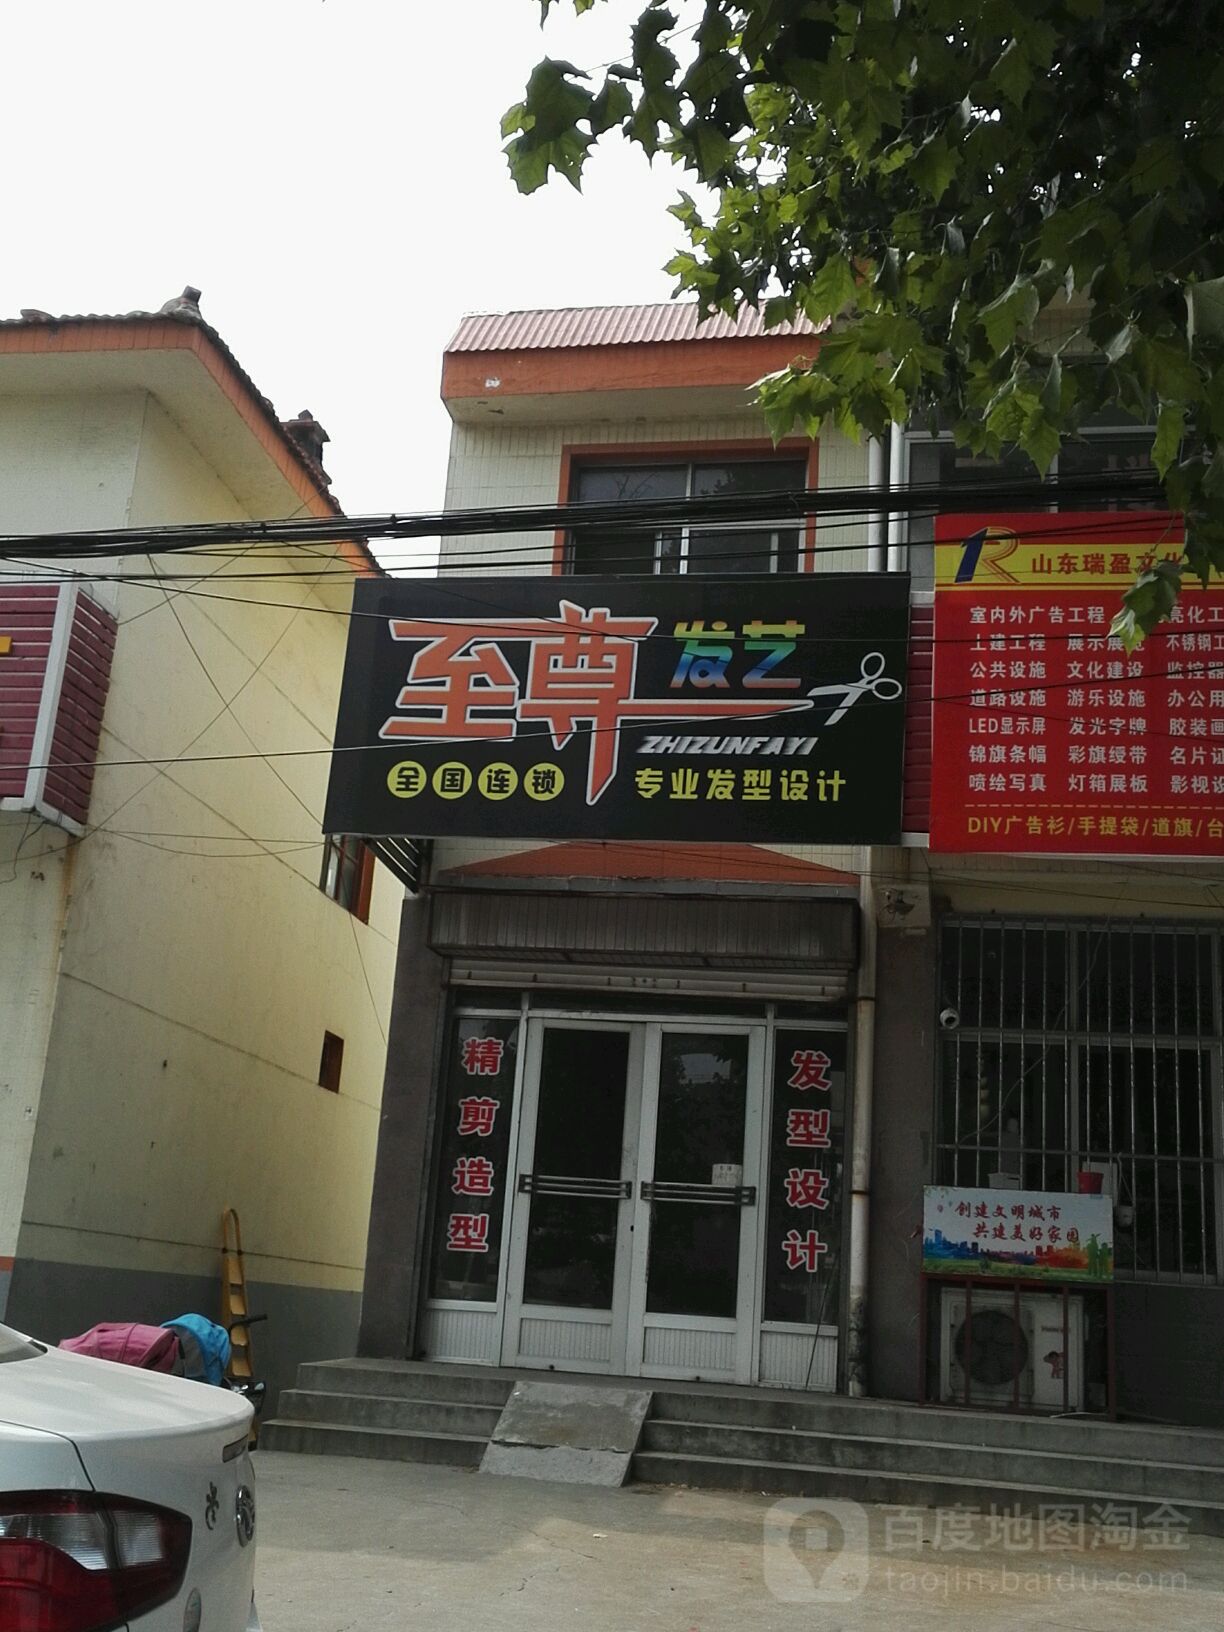 至尊发艺
ZHIZUNFAYI
全国连锁 专业发型设计
R 山东瑞盈文化
室内外广告工程 亮化工
土建工程 展示展览 不锈钢工
公共设施 文化建设 监控器
道路设施 游乐设施 办公用
LED显示屏 发光字牌 胶装画
锦旗条幅 彩旗绶带 名片证
喷绘写真 灯箱展板 影视设
DIY广告衫/手提袋/道旗/台
精剪造型
发型设计
创建文明城市
共建美好家园
百度地图淘金
taojin.baidu.com